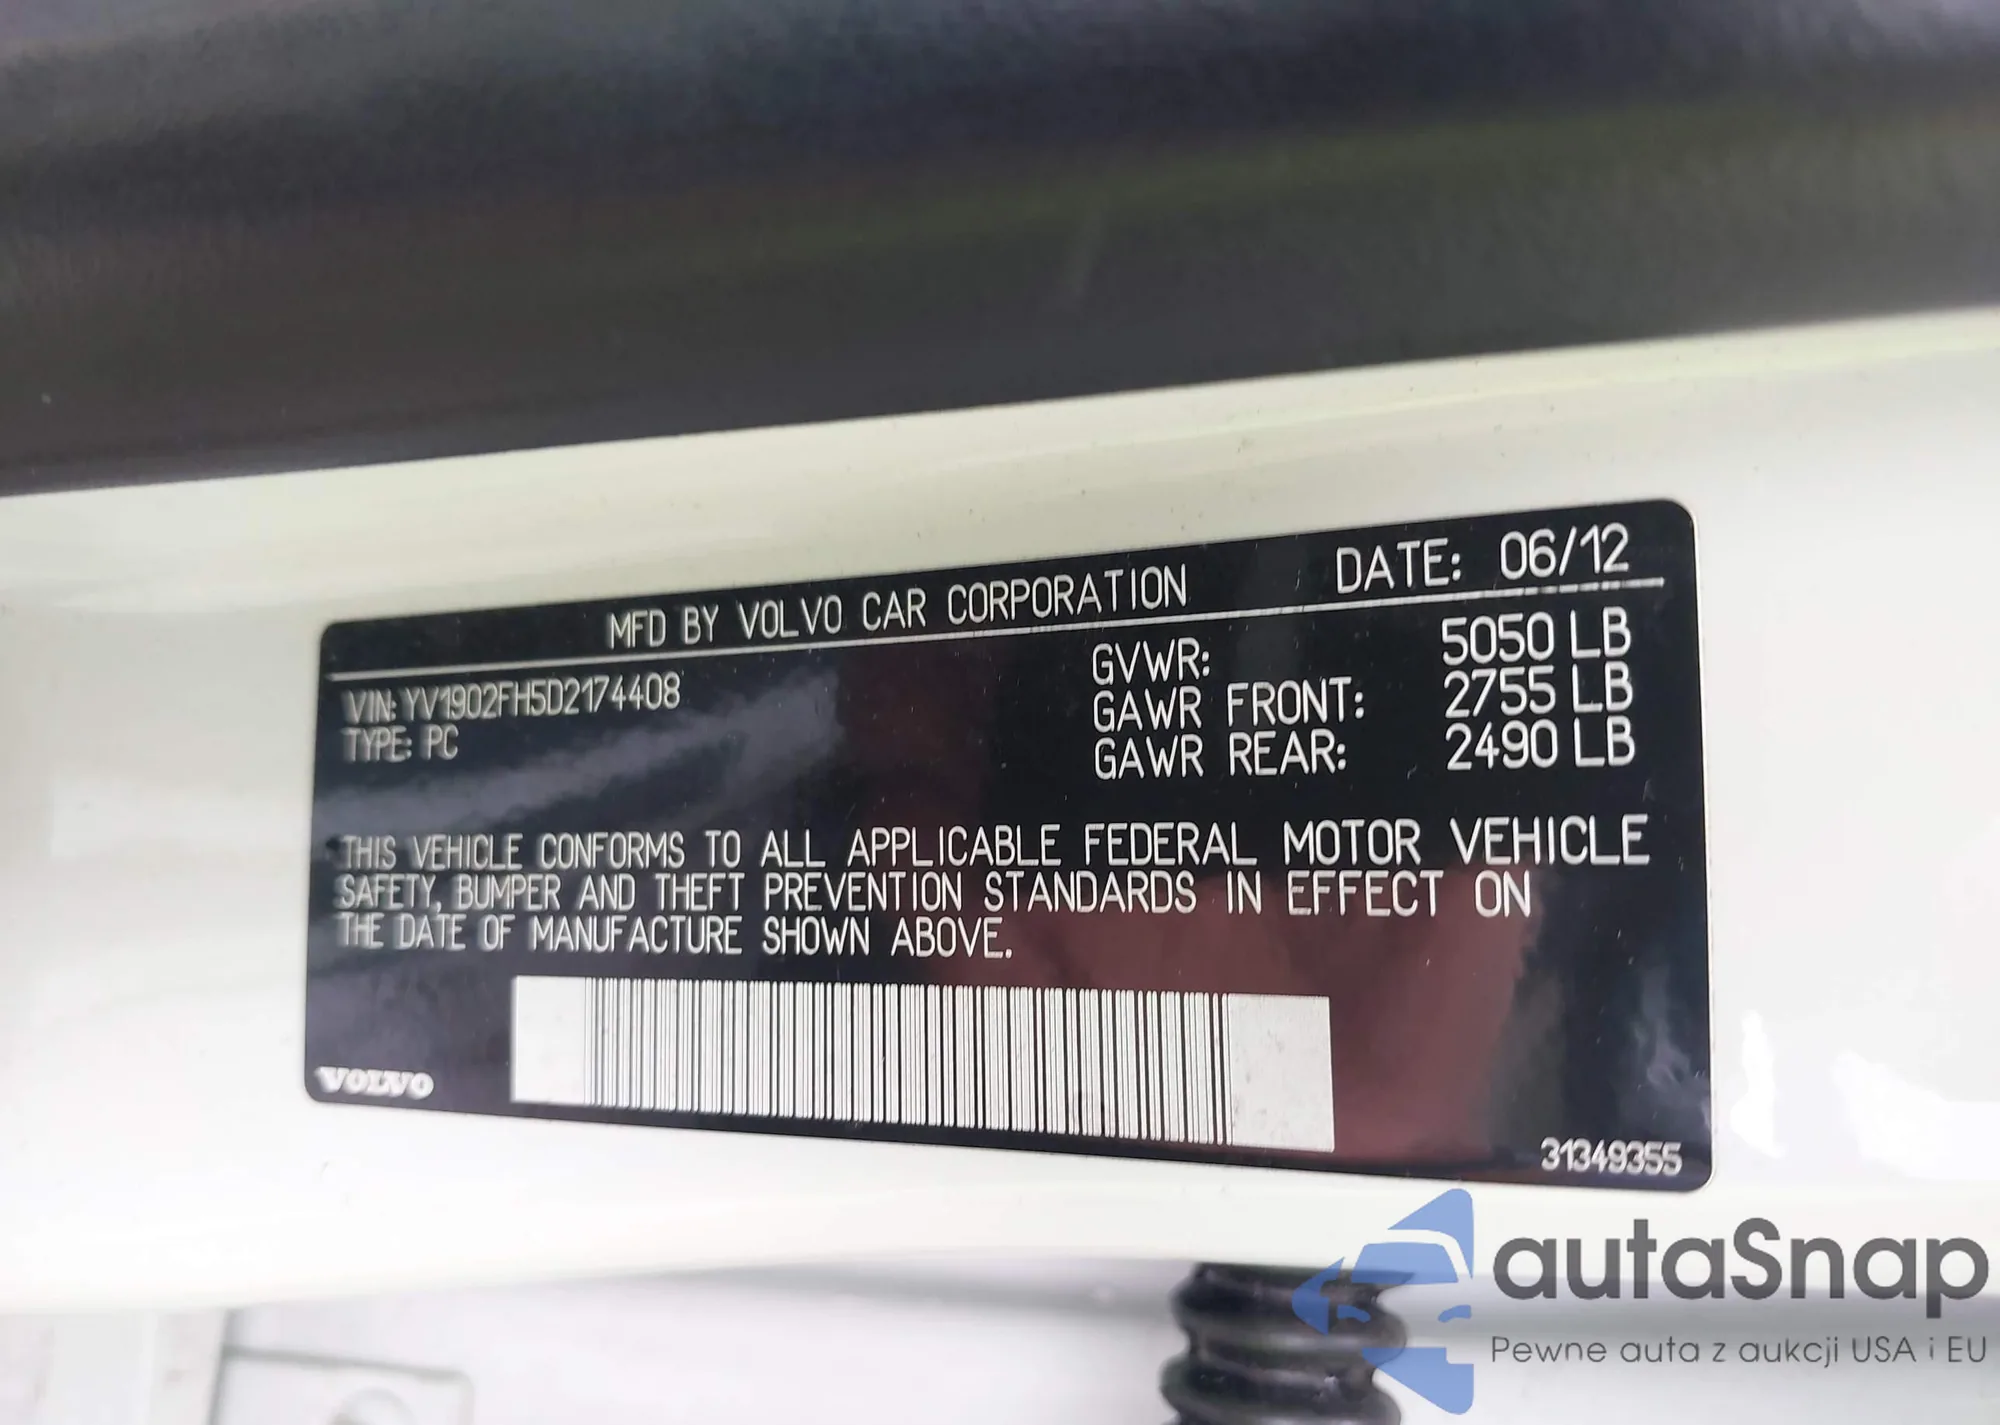 MFD BY VOLVO CAR CORPORATION DATE: 06/12
VIN: YV1902FH5D2174408
TYPE: PC
GVWR: 5050 LB
GAWR FRONT: 2755 LB
GAWR REAR: 2490 LB
THIS VEHICLE CONFORMS TO ALL APPLICABLE FEDERAL MOTOR VEHICLE
SAFETY, BUMPER AND THEFT PREVENTION STANDARDS IN EFFECT ON
THE DATE OF MANUFACTURE SHOWN ABOVE.
VOLVO
31349355
autaSnap
Pewne auta z aukcji USA i EU